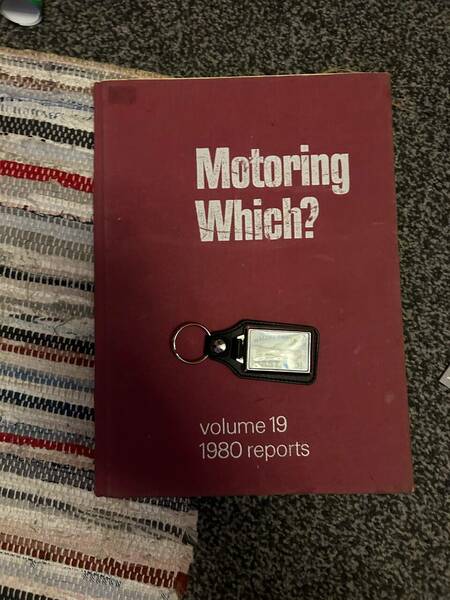 Motoring
Which?
volume 19
1980 reports